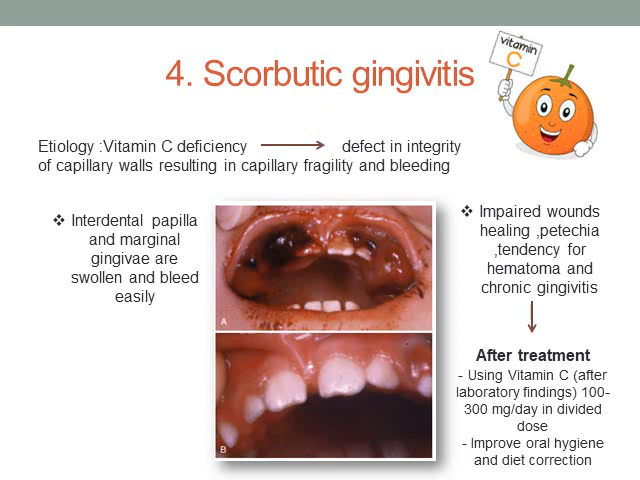 vitamin
C
4. Scorbutic gingivitis
Etiology :Vitamin C deficiency defect in integrity
of capillary walls resulting in capillary fragility and bleeding
❖ Interdental papilla
and marginal
gingivae are
swollen and bleed
easily
A
B
❖ Impaired wounds
healing ,petechia
,tendency for
hematoma and
chronic gingivitis
After treatment
- Using Vitamin C (after
laboratory findings) 100-
300 mg/day in divided
dose
- Improve oral hygiene
and diet correction